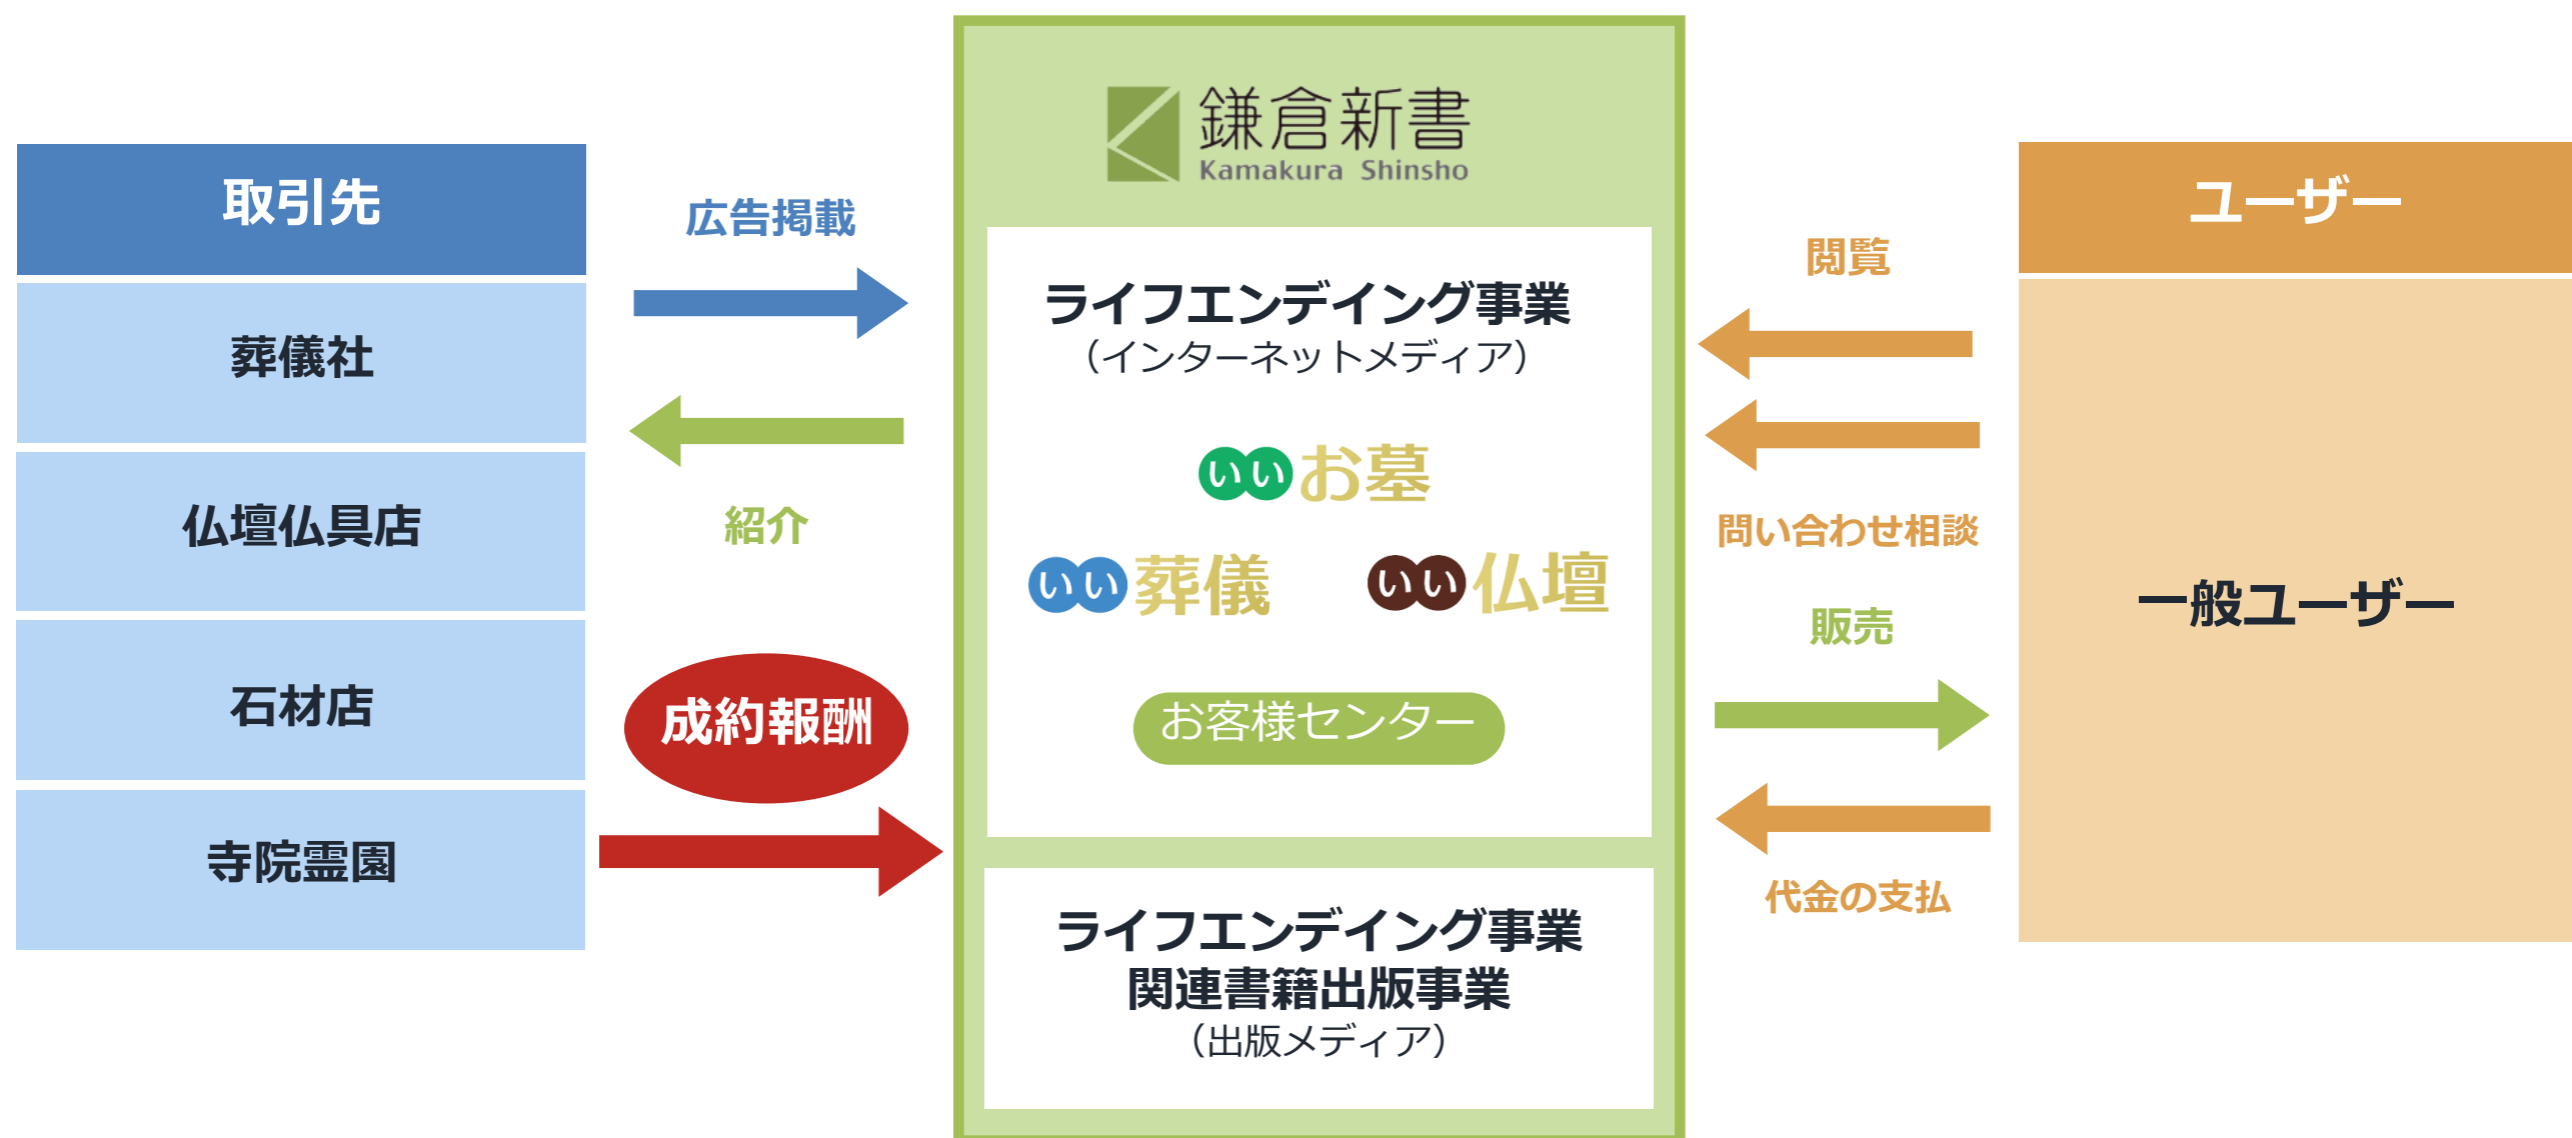 取引先
葬儀社
仏壇仏具店
石材店
寺院霊園
広告掲載
紹介
成約報酬
鎌倉新書
Kamakura Shinsho
ライフエンデイング事業
（インターネットメディア）
いいお墓
いい葬儀
いい仏壇
お客様センター
ライフエンデイング事業
関連書籍出版事業
（出版メディア）
閲覧
問い合わせ相談
販売
代金の支払
ユーザー
一般ユーザー